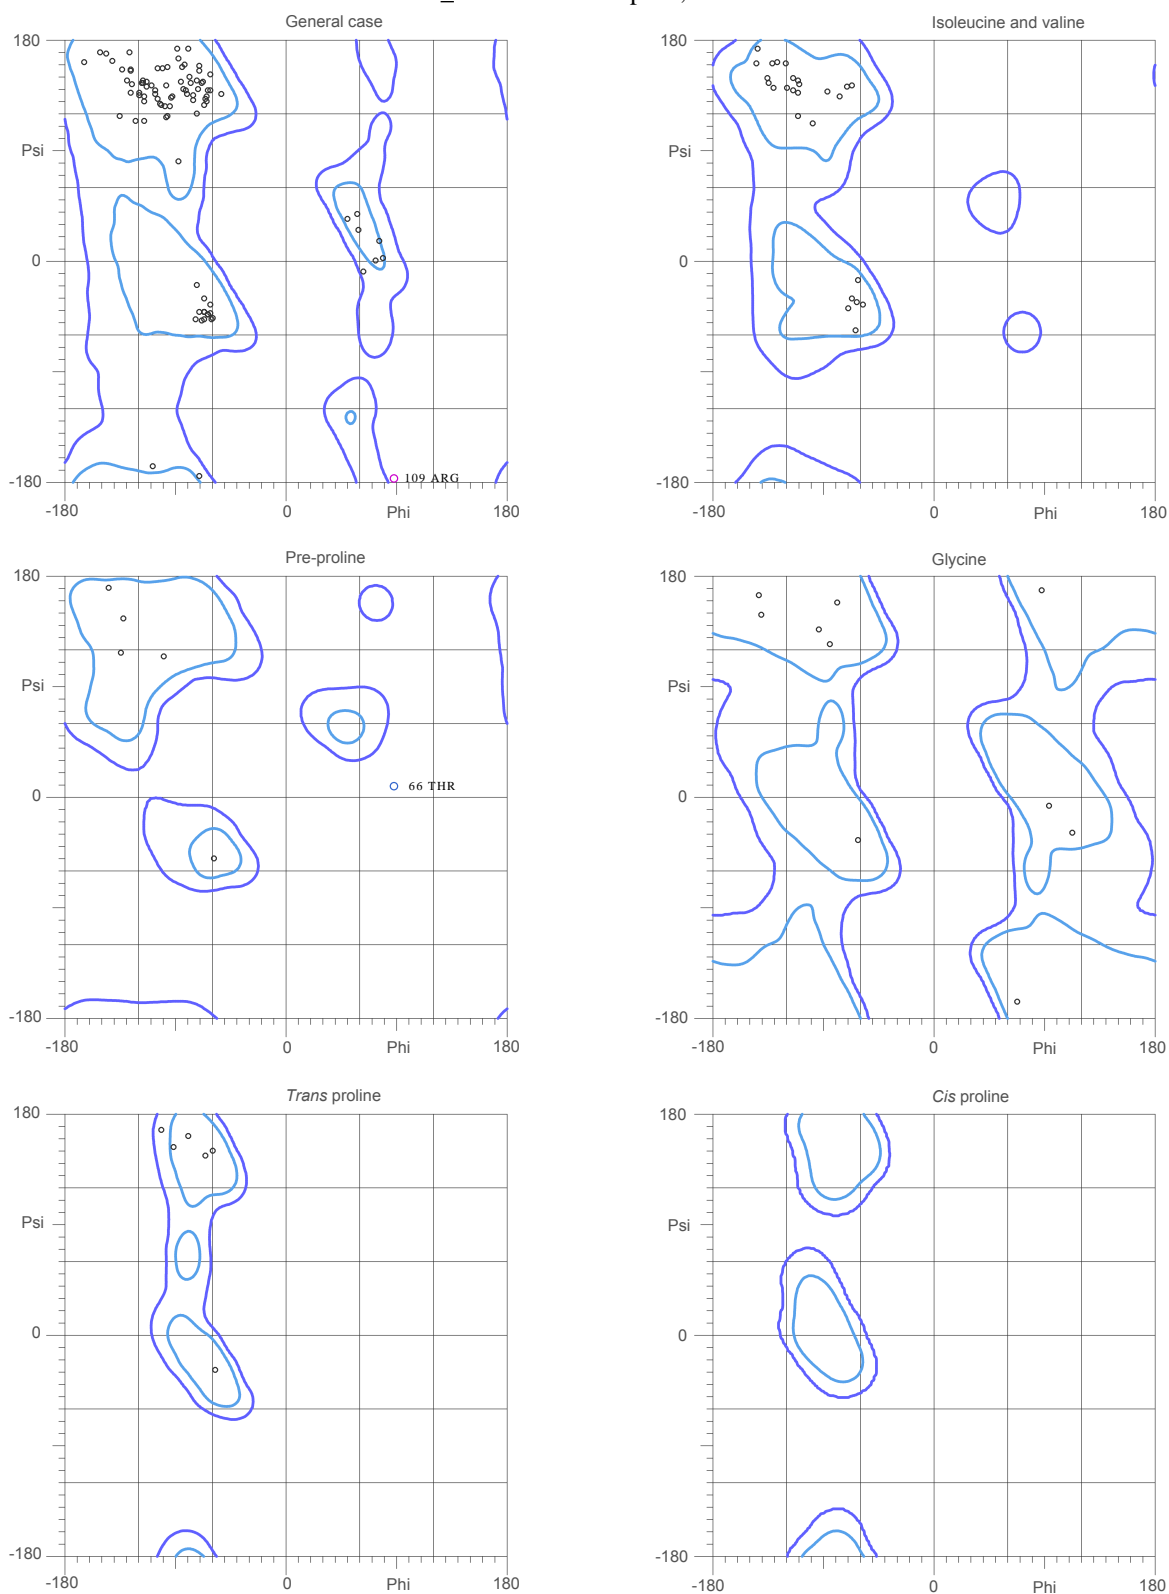 General case
Isoleucine and valine
180
180
Psi
Psi
0
0
109 ARG
-180
-180
-180
0
Phi
180
-180
0
Phi
180
Pre-proline
Glycine
180
180
Psi
Psi
66 THR
0
0
-180
-180
-180
0
Phi
180
-180
0
Phi
180
Trans proline
Cis proline
180
180
Psi
Psi
0
0
-180
-180
-180
0
Phi
180
-180
0
Phi
180